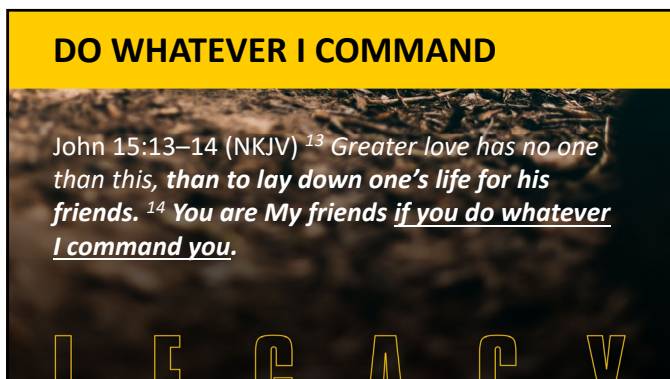 DO WHATEVER I COMMAND
John 15:13–14 (NKJV) 13 Greater love has no one
than this, than to lay down one’s life for his
friends. 14 You are My friends if you do whatever
I command you.
LEGACY